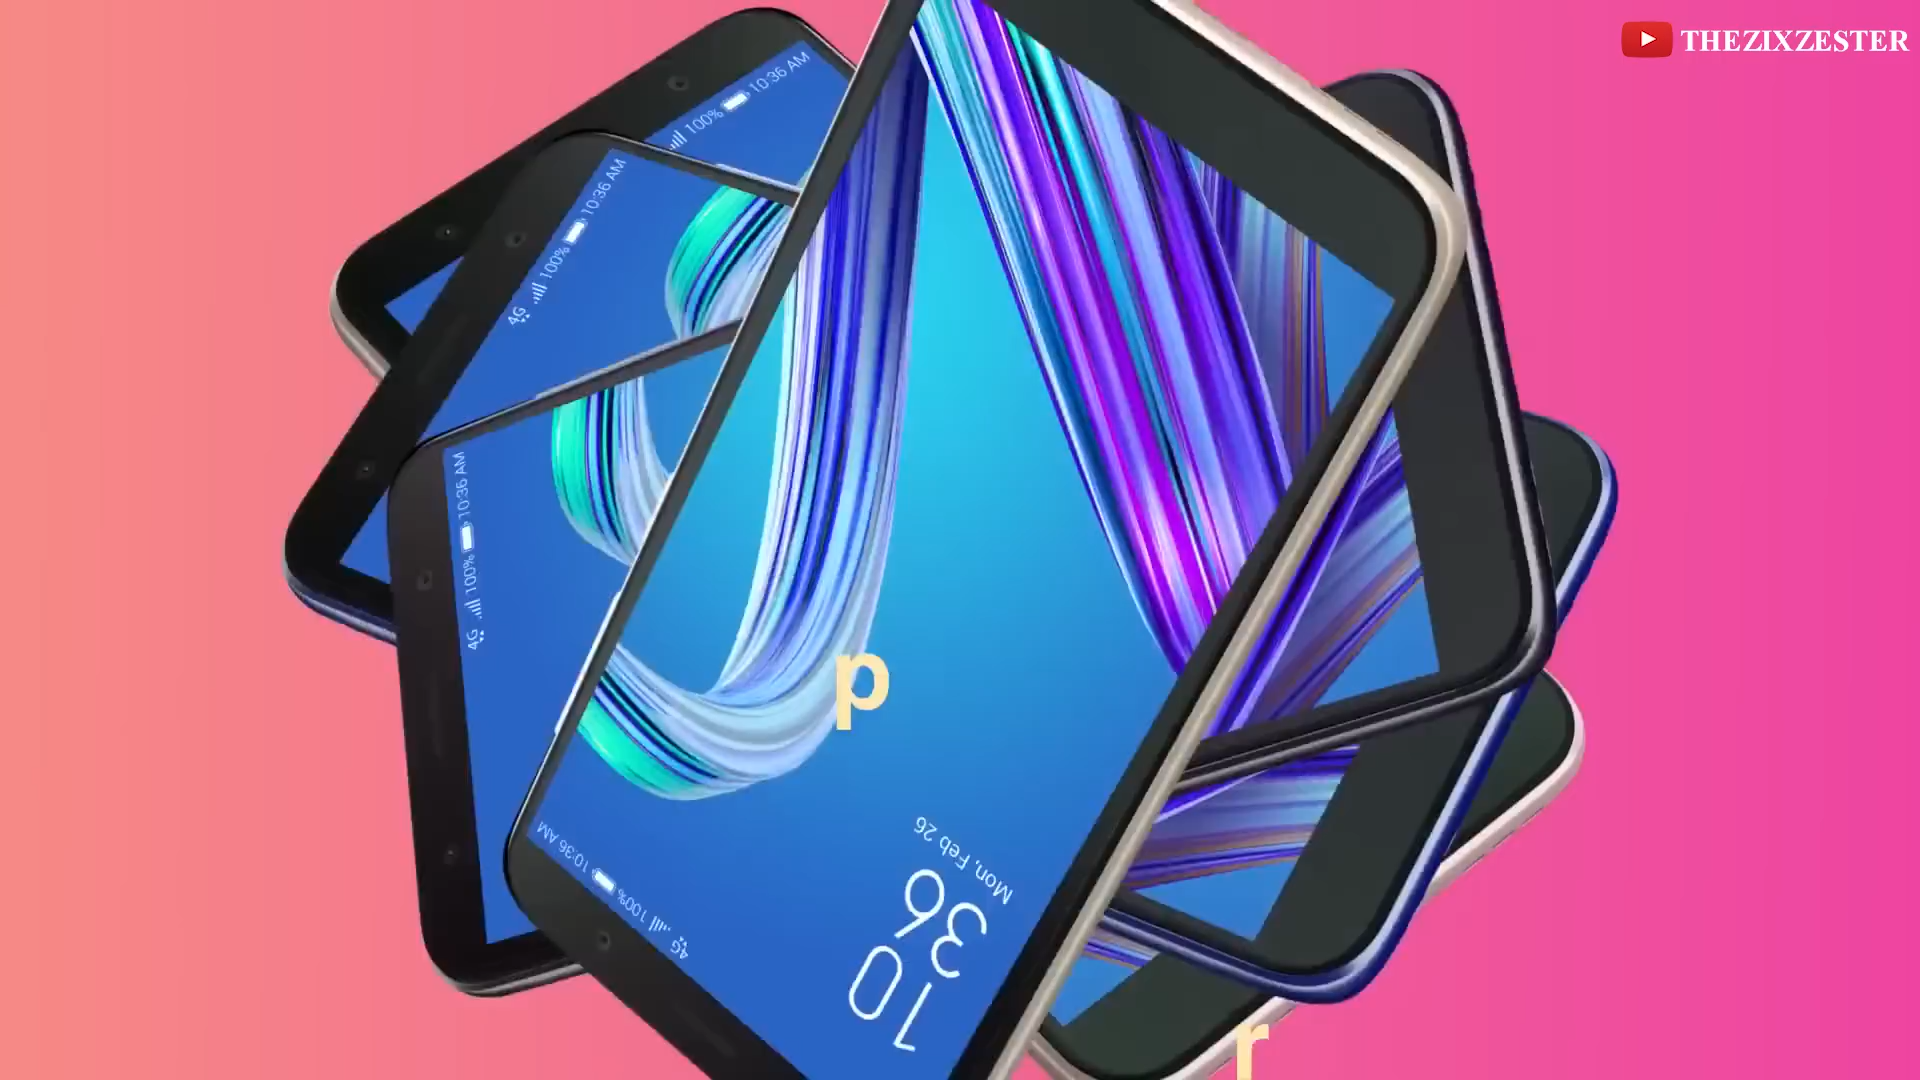 THEZIXZESTER
100% 10:36 AM
4G 100% 10:36 AM
4G 100% 10:36 AM
p
Mon, Feb 26
10
36
4G 100% 10:36 AM
r